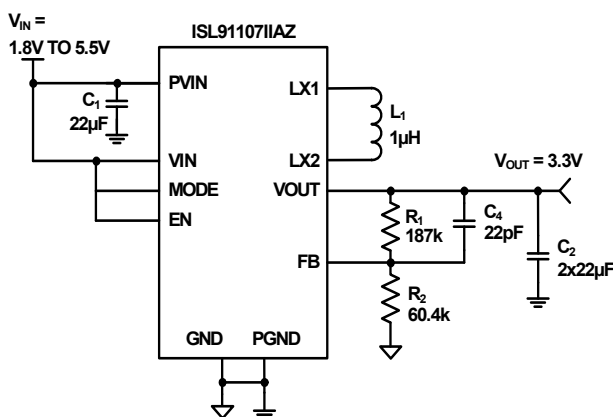 V_IN =
1.8V TO 5.5V
ISL91107IIAZ
PVIN
LX1
C₁
22µF
L₁
1µH
LX2
VIN
V_OUT = 3.3V
MODE
VOUT
EN
R₁
187k
C₄
22pF
C₂
2x22µF
FB
R₂
60.4k
GND
PGND